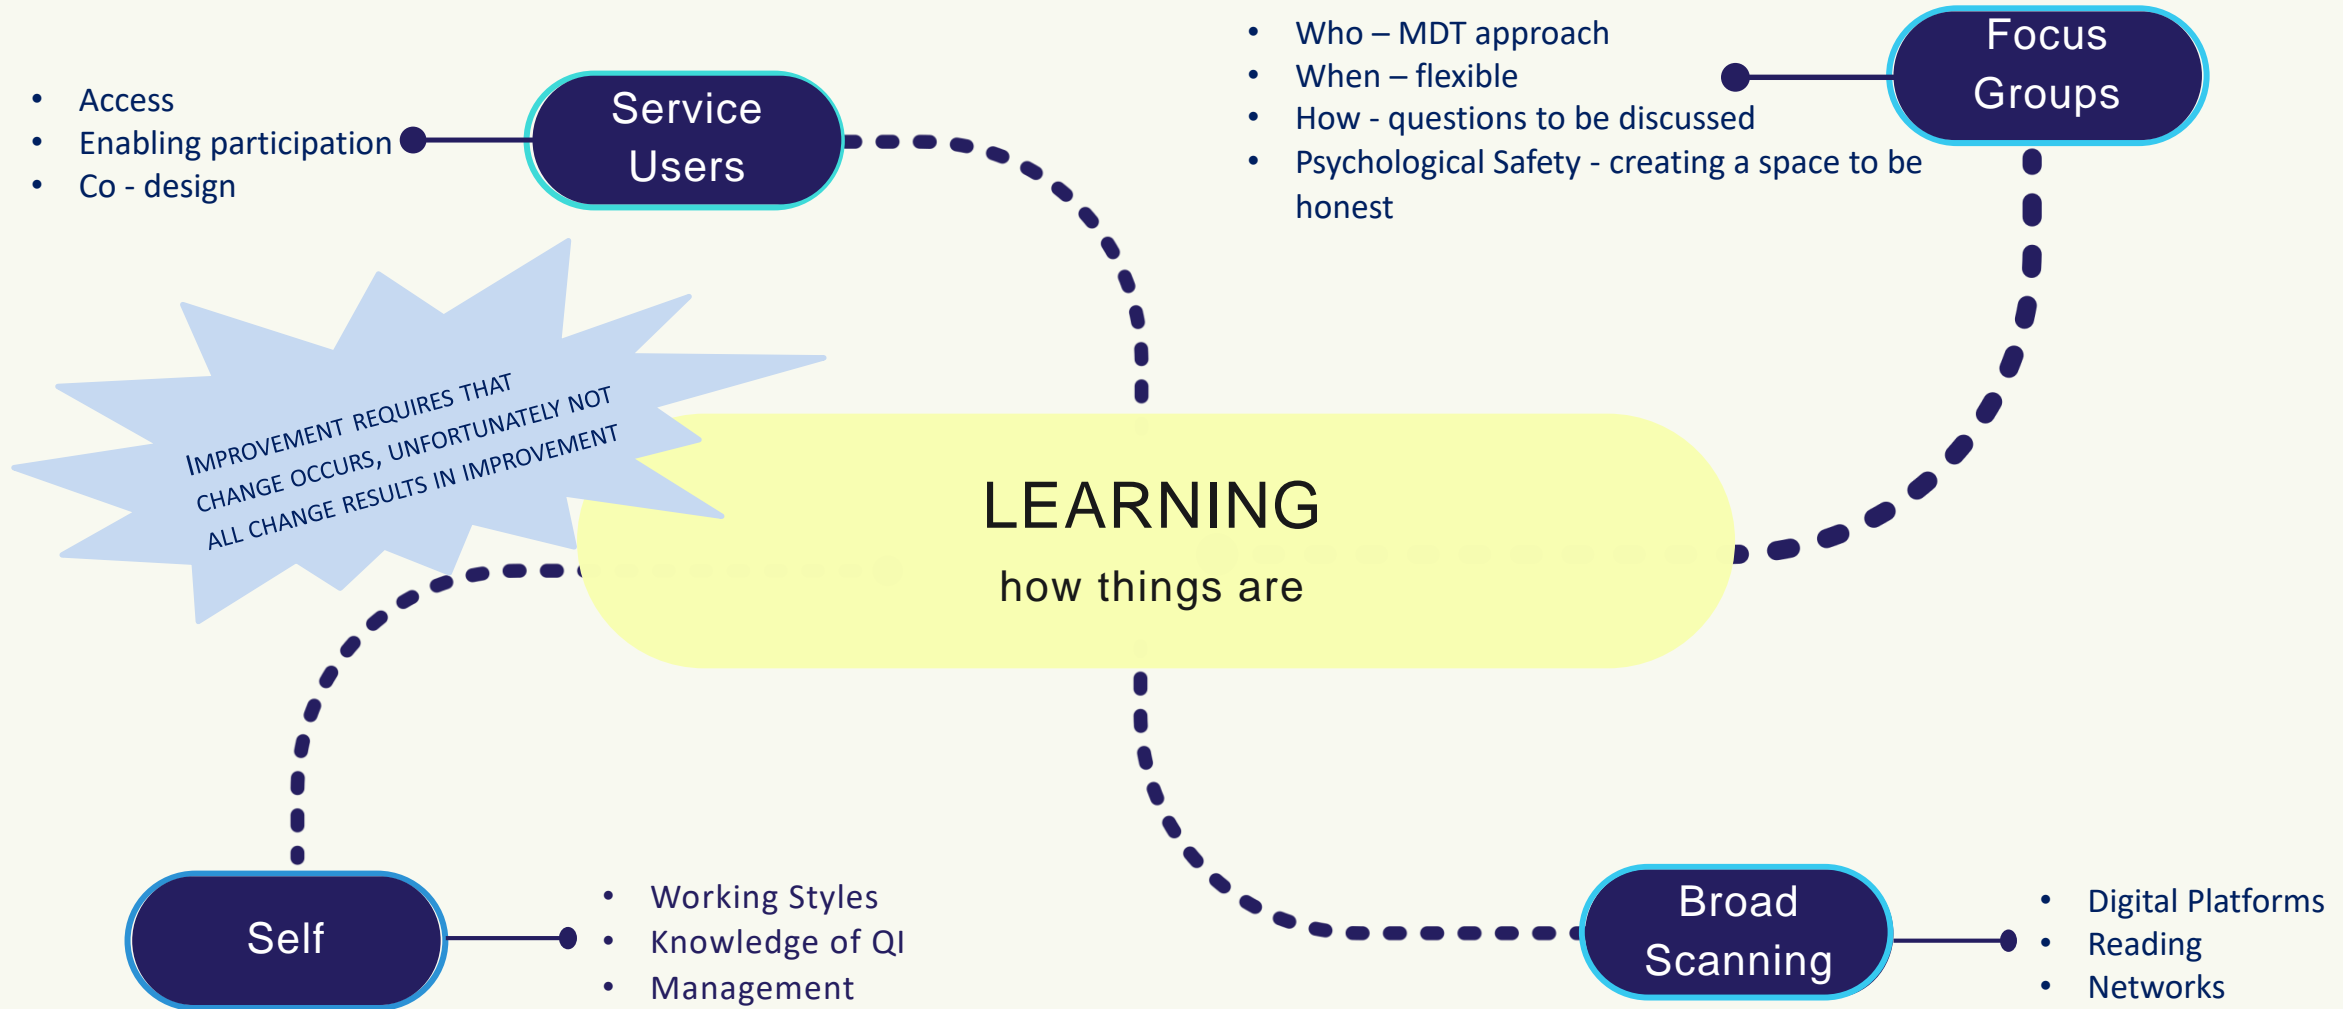 • Access
• Enabling participation
• Co - design
Service
Users
• Who – MDT approach
• When – flexible
• How - questions to be discussed
• Psychological Safety - creating a space to be
honest
Focus
Groups
IMPROVEMENT REQUIRES THAT
CHANGE OCCURS, UNFORTUNATELY NOT
ALL CHANGE RESULTS IN IMPROVEMENT
LEARNING
how things are
Self
• Working Styles
• Knowledge of QI
• Management
Broad
Scanning
• Digital Platforms
• Reading
• Networks